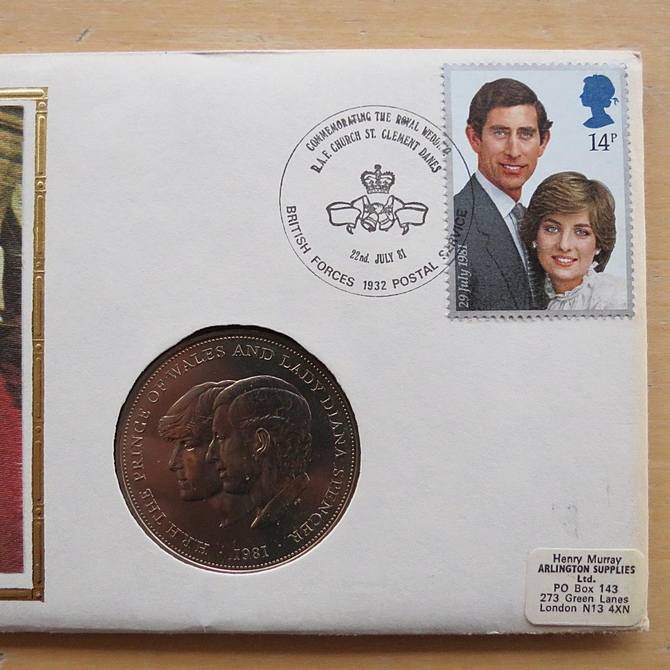 COMMEMORATING THE ROYAL WEDDING
R.A.F. CHURCH ST. CLEMENT DANES
22nd. JULY 81
BRITISH FORCES 1932 POSTAL SERVICE
14P
29 July 1981
H.R.H. THE PRINCE OF WALES AND LADY DIANA SPENCER
1981
Henry Murray
ARLINGTON SUPPLIES
Ltd.
PO Box 143
273 Green Lanes
London N13 4XN